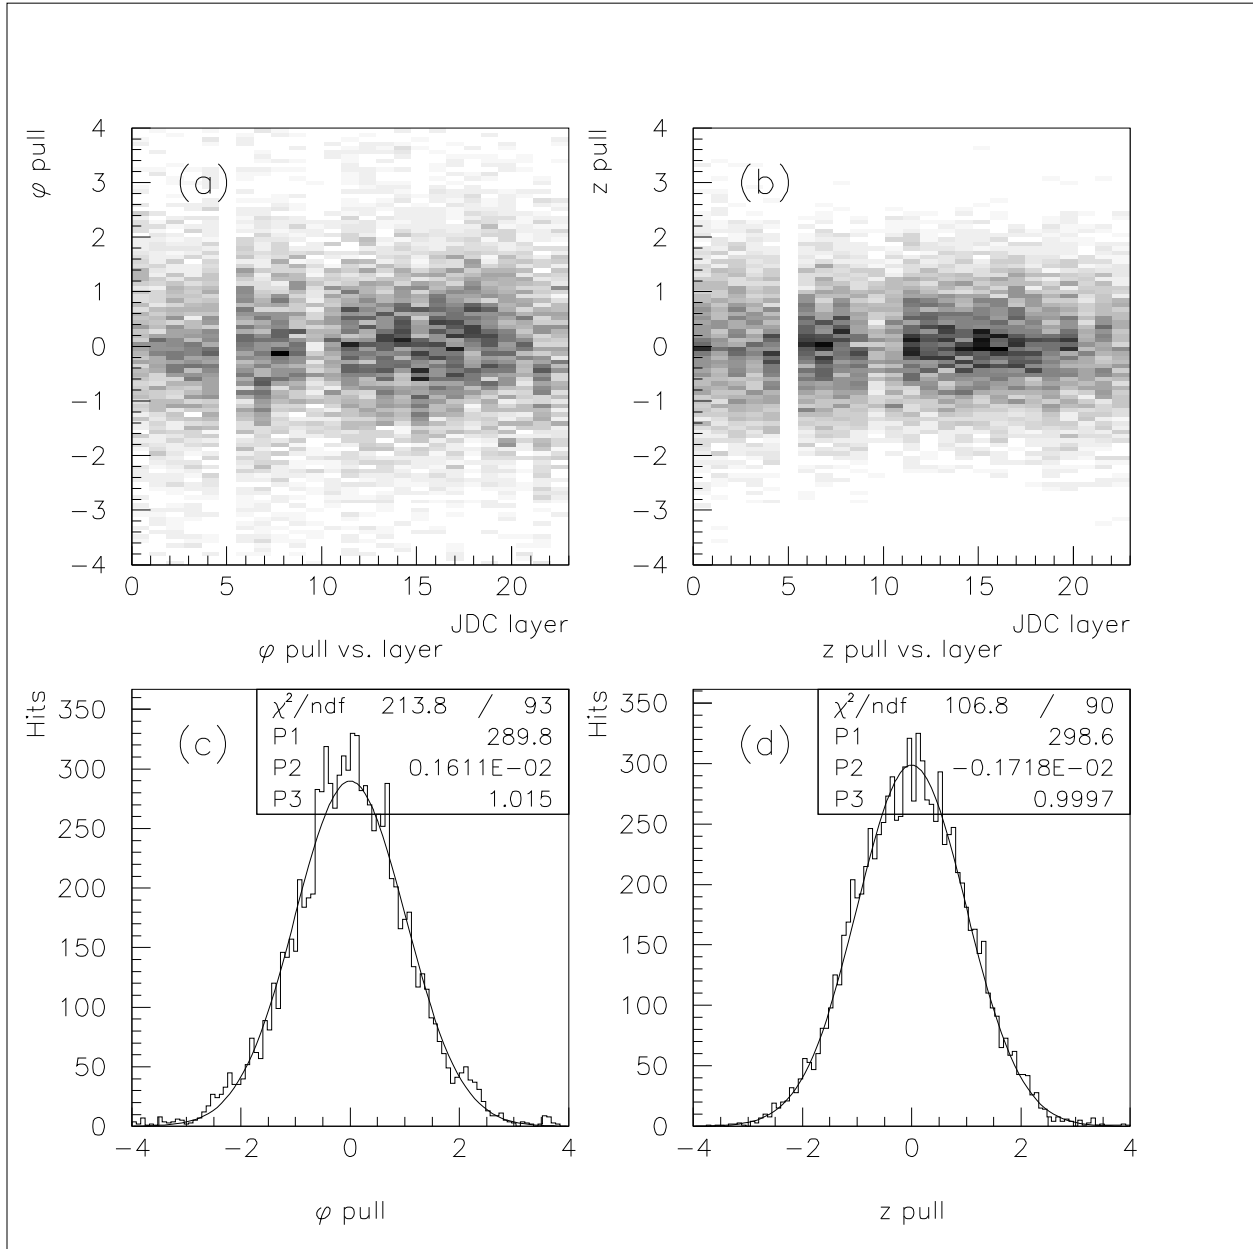 φ pull
4
3
2
1
0
−1
−2
−3
−4
(a)
0 5 10 15 20
JDC layer
φ pull vs. layer
z pull
4
3
2
1
0
−1
−2
−3
−4
(b)
0 5 10 15 20
JDC layer
z pull vs. layer
Hits
350
300
250
200
150
100
50
0
(c)
χ²/ndf 213.8 / 93
P1 289.8
P2 0.1611E−02
P3 1.015
−4 −2 0 2 4
φ pull
Hits
350
300
250
200
150
100
50
0
(d)
χ²/ndf 106.8 / 90
P1 298.6
P2 −0.1718E−02
P3 0.9997
−4 −2 0 2 4
z pull